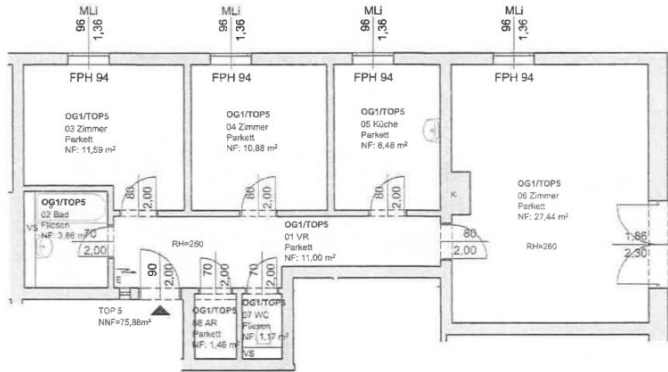 MLi
96
1,36
MLi
96
1,36
MLi
96
1,36
MLi
96
1,36
FPH 94
FPH 94
FPH 94
FPH 94
OG1/TOP5
03 Zimmer
Parkett
NF: 11,59 m²
OG1/TOP5
04 Zimmer
Parkett
NF: 10,88 m²
OG1/TOP5
05 Küche
Parkett
NF: 8,48 m²
OG1/TOP5
06 Zimmer
Parkett
NF: 27,44 m²
RH=260
K
OG1/TOP5
02 Bad
Fliesen
NF: 3,86 m²
VS
80
2,00
80
2,00
80
2,00
70
2,00
80
2,00
1,86
2,30
OG1/TOP5
01 VR
Parkett
NF: 11,00 m²
RH=260
E
90
2,00
70
2,00
70
2,00
TOP 5
NNF=75,88m²
OG1/TOP5
08 AR
Parkett
NF: 1,46 m²
OG1/TOP5
07 WC
Fliesen
NF: 1,17 m²
VS